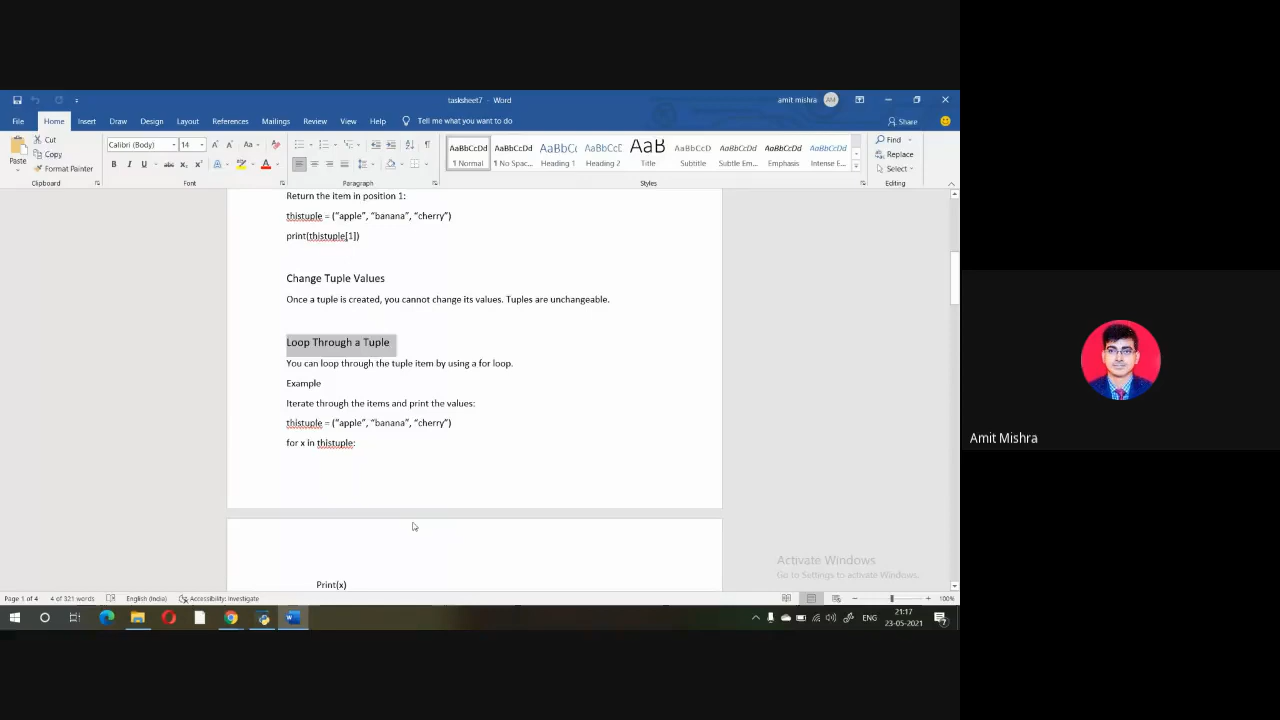 tasksheet7 - Word
amit mishra
AM
File Home Insert Draw Design Layout References Mailings Review View Help Tell me what you want to do
Share
Paste
Cut
Copy
Format Painter
Clipboard
Calibri (Body) 14
Font
Paragraph
AaBbCcDd AaBbCcDd AaBbCc AaBbCcC AaB AaBbCcD AaBbCcDd AaBbCcDd AaBbCcDd
¶ Normal ¶ No Spac... Heading 1 Heading 2 Title Subtitle Subtle Em... Emphasis Intense E...
Styles
Find
Replace
Select
Editing
Return the item in position 1:
thistuple = (“apple”, “banana”, “cherry”)
print(thistuple[1])
Change Tuple Values
Once a tuple is created, you cannot change its values. Tuples are unchangeable.
Loop Through a Tuple
You can loop through the tuple item by using a for loop.
Example
Iterate through the items and print the values:
thistuple = (“apple”, “banana”, “cherry”)
for x in thistuple:
Print(x)
Activate Windows
Go to Settings to activate Windows.
Page 1 of 4 4 of 321 words English (India) Accessibility: Investigate 100%
ENG 21:17
23-05-2021
Amit Mishra